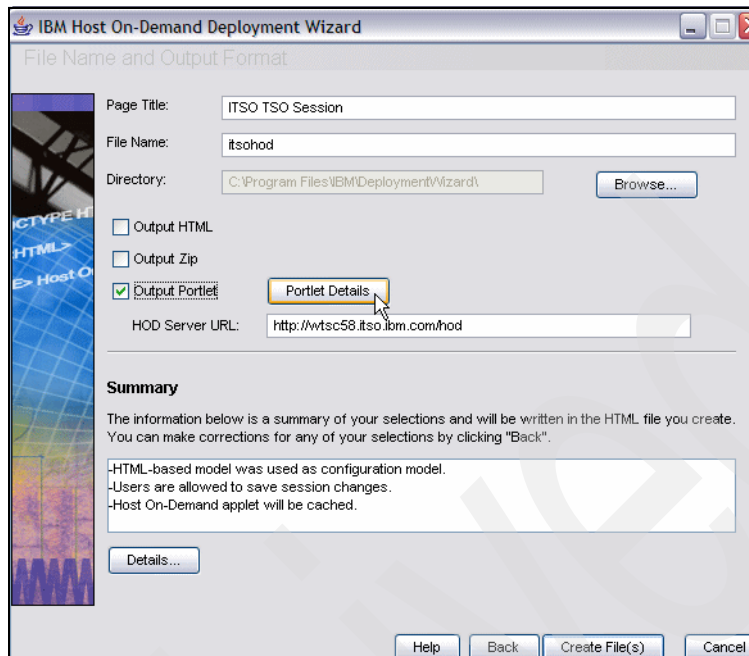 IBM Host On-Demand Deployment Wizard
File Name and Output Format
Page Title:
ITSO TSO Session
File Name:
itsohod
Directory:
C:\Program Files\IBM\DeploymentWizard\
Browse...
Output HTML
Output Zip
Output Portlet
Portlet Details
HOD Server URL:
http://wtsc58.itso.ibm.com/hod
Summary
The information below is a summary of your selections and will be written in the HTML file you create.
You can make corrections for any of your selections by clicking "Back".
-HTML-based model was used as configuration model.
-Users are allowed to save session changes.
-Host On-Demand applet will be cached.
Details...
Help
Back
Create File(s)
Cancel
OCTYPE HT
HTML>
E> Host O